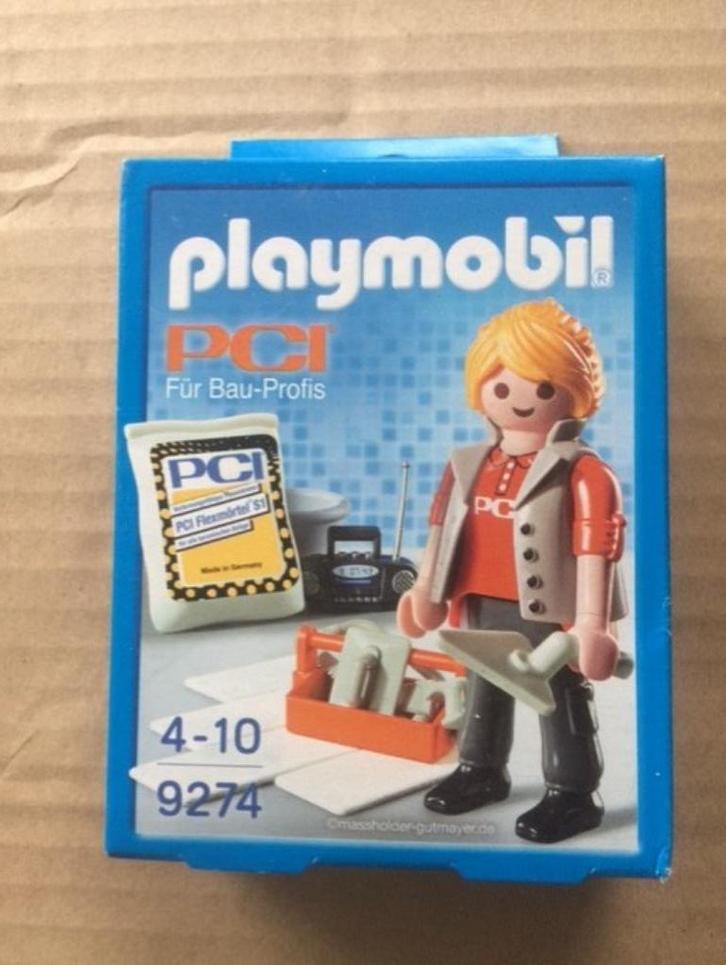 playmobil®
PCI®
Für Bau-Profis
PCI
PCI Flexmörtel® S1
Made in Germany
PCI
4-10
9274
©massholder-gutmayer.de